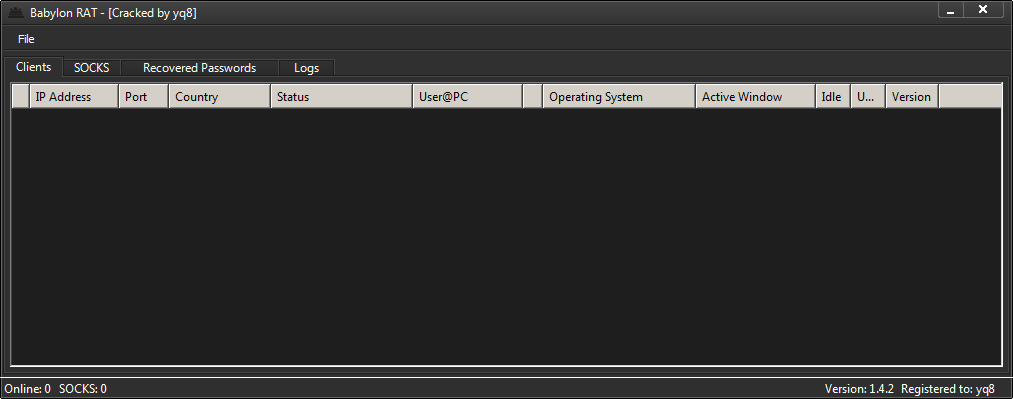 Babylon RAT - [Cracked by yq8]
File
Clients SOCKS Recovered Passwords Logs
IP Address Port Country Status User@PC Operating System Active Window Idle U... Version
Online: 0 SOCKS: 0 Version: 1.4.2 Registered to: yq8